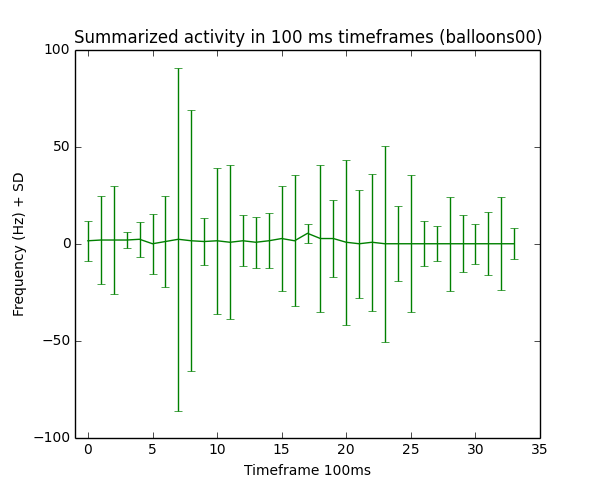 Summarized activity in 100 ms timeframes (balloons00)
100
50
0
−50
−100
Frequency (Hz) + SD
0 5 10 15 20 25 30 35
Timeframe 100ms